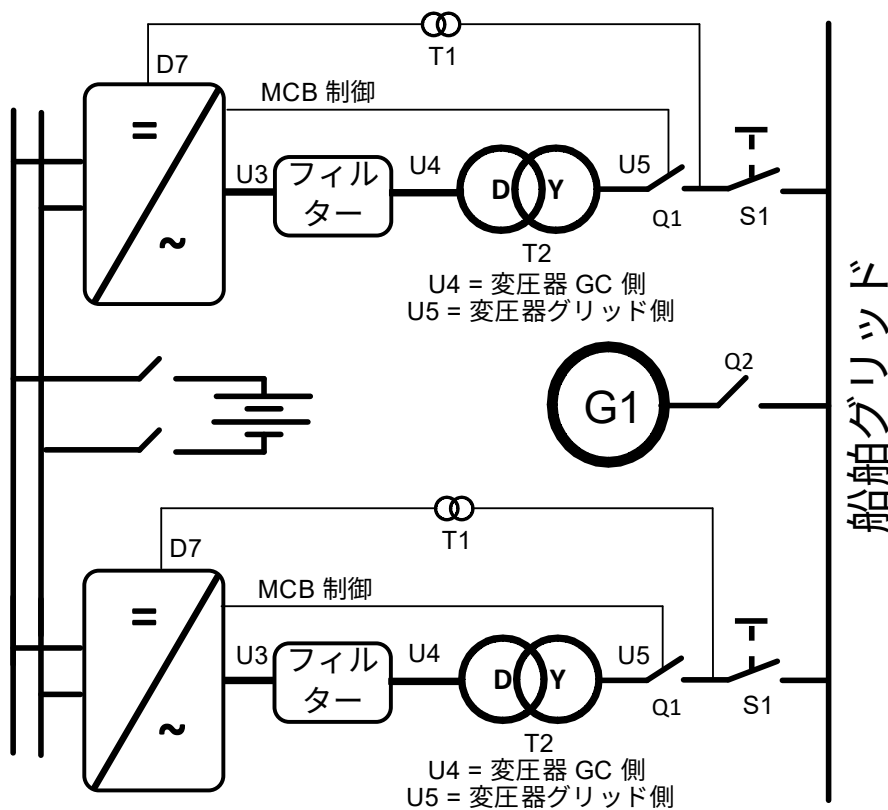 T1
D7
MCB 制御
=
~
U3
フィル
ター
U4
D Y
U5
Q1
S1
T2
U4 = 変圧器 GC 側
U5 = 変圧器グリッド側
船舶グリッド
G1
Q2
T1
D7
MCB 制御
=
~
U3
フィル
ター
U4
D Y
U5
Q1
S1
T2
U4 = 変圧器 GC 側
U5 = 変圧器グリッド側